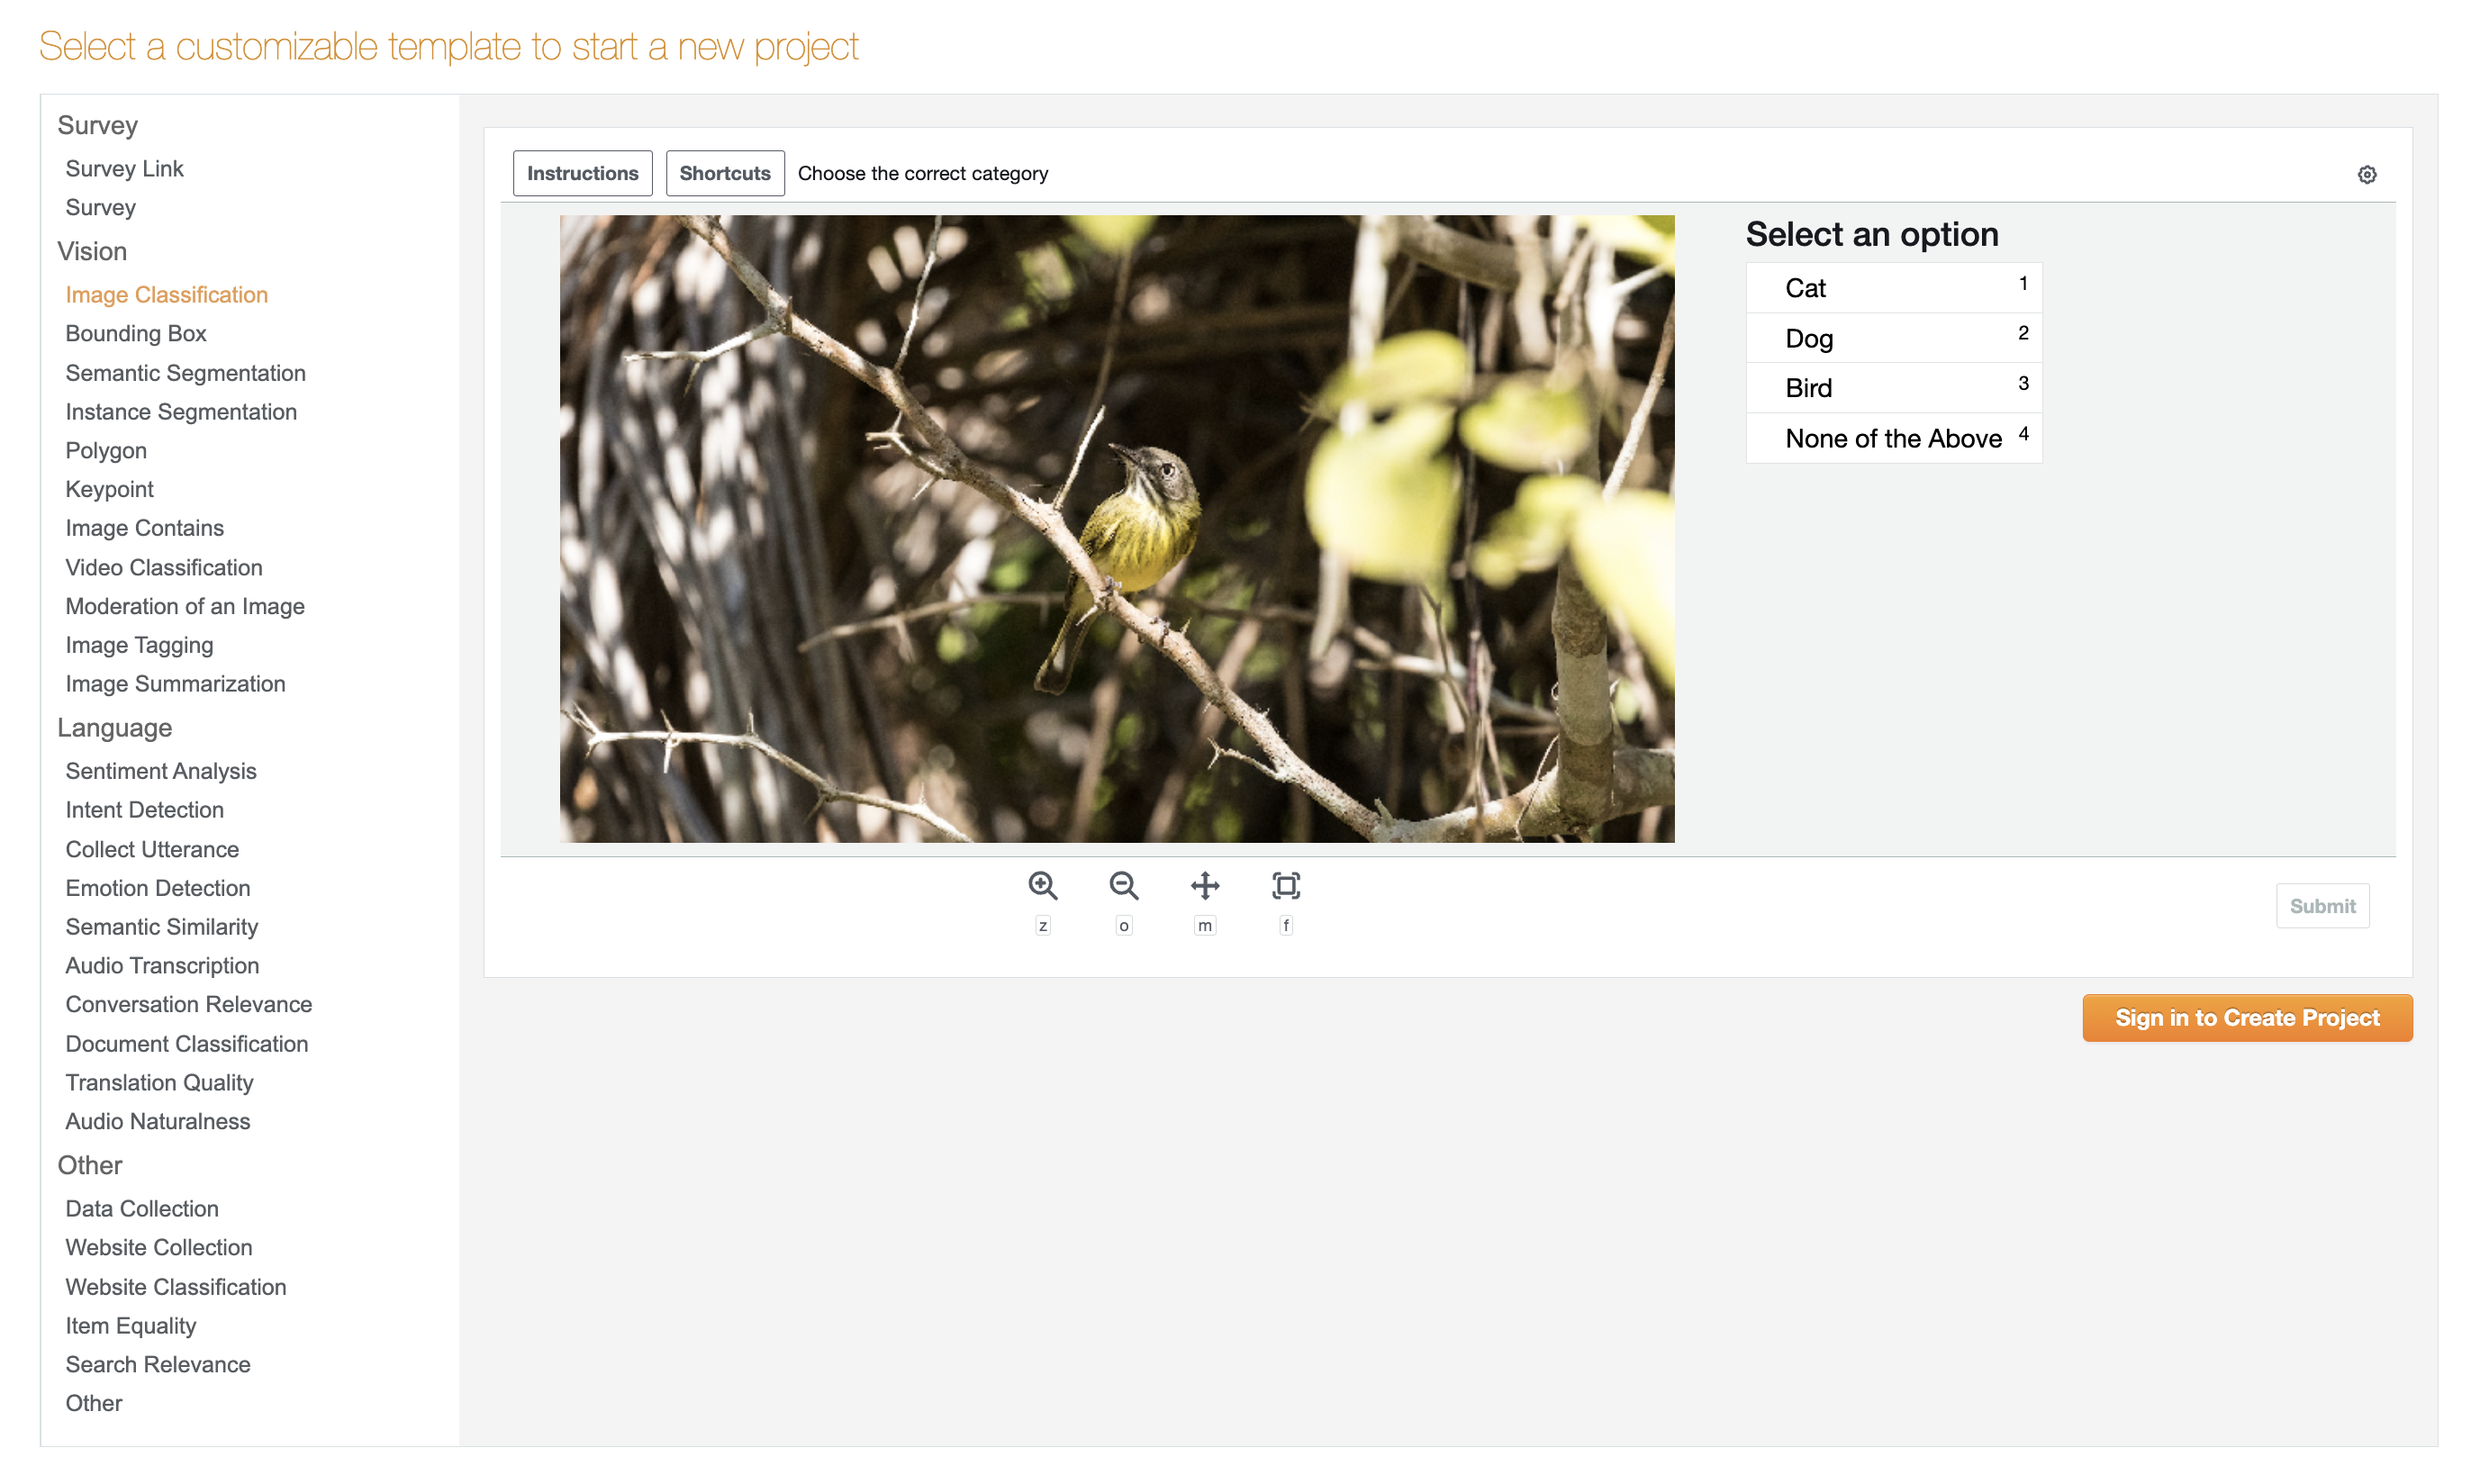 Select a customizable template to start a new project
Survey
Survey Link
Survey
Vision
Image Classification
Bounding Box
Semantic Segmentation
Instance Segmentation
Polygon
Keypoint
Image Contains
Video Classification
Moderation of an Image
Image Tagging
Image Summarization
Language
Sentiment Analysis
Intent Detection
Collect Utterance
Emotion Detection
Semantic Similarity
Audio Transcription
Conversation Relevance
Document Classification
Translation Quality
Audio Naturalness
Other
Data Collection
Website Collection
Website Classification
Item Equality
Search Relevance
Other
Instructions Shortcuts Choose the correct category
Select an option
Cat 1
Dog 2
Bird 3
None of the Above 4
z o m f
Submit
Sign in to Create Project